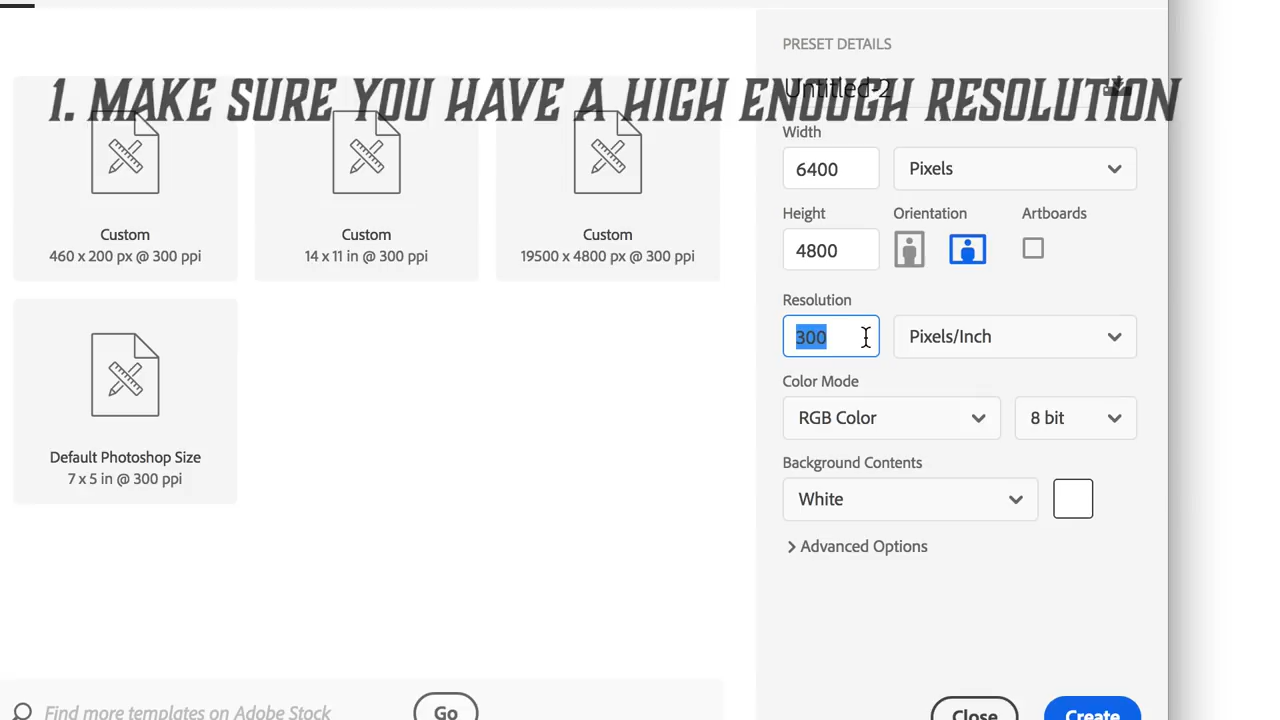 PRESET DETAILS
1. MAKE SURE YOU HAVE A HIGH ENOUGH RESOLUTION
Untitled-2
Width
6400
Pixels
Height
Orientation
Artboards
4800
Resolution
300
Pixels/Inch
Color Mode
RGB Color
8 bit
Background Contents
White
Advanced Options
Custom
460 x 200 px @ 300 ppi
Custom
14 x 11 in @ 300 ppi
Custom
19500 x 4800 px @ 300 ppi
Default Photoshop Size
7 x 5 in @ 300 ppi
Find more templates on Adobe Stock
Go
Close
Create